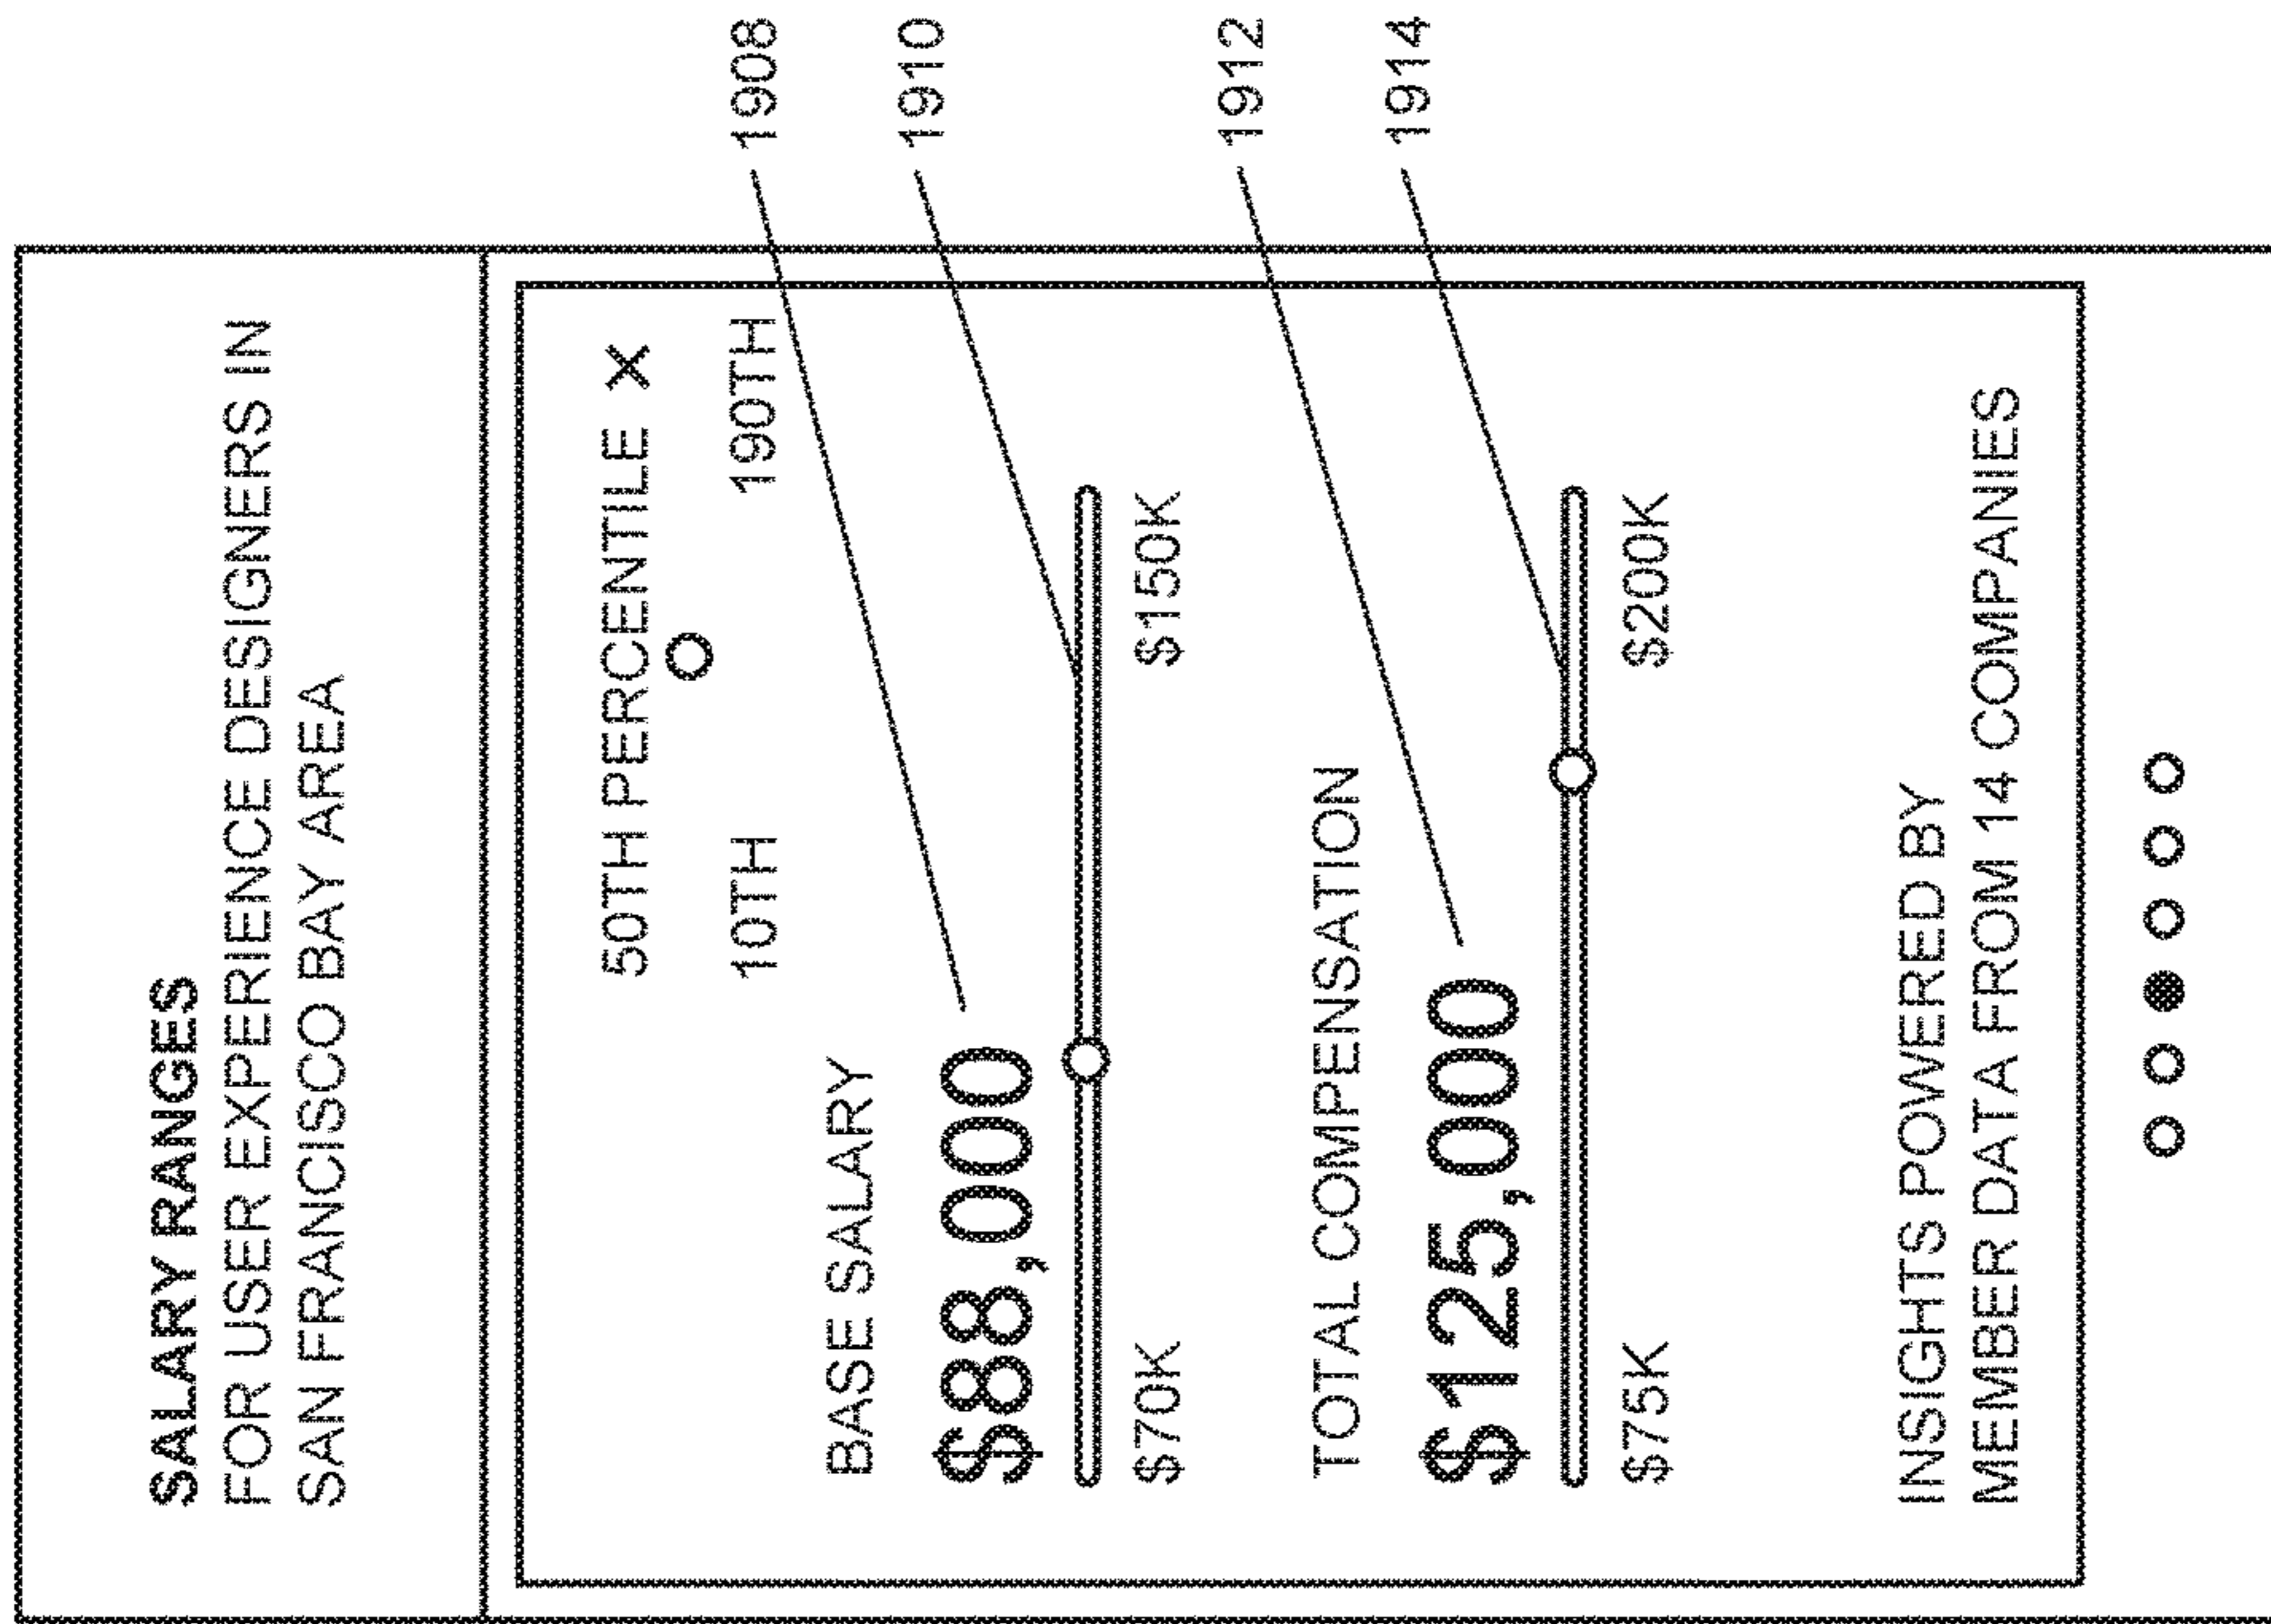 SALARY RANGES
FOR USER EXPERIENCE DESIGNERS IN
SAN FRANCISCO BAY AREA
50TH PERCENTILE X
10TH 190TH
1908
BASE SALARY
$88,000
1910
$70K $150K
TOTAL COMPENSATION
1912
$125,000
1914
$75K $200K
INSIGHTS POWERED BY
MEMBER DATA FROM 14 COMPANIES